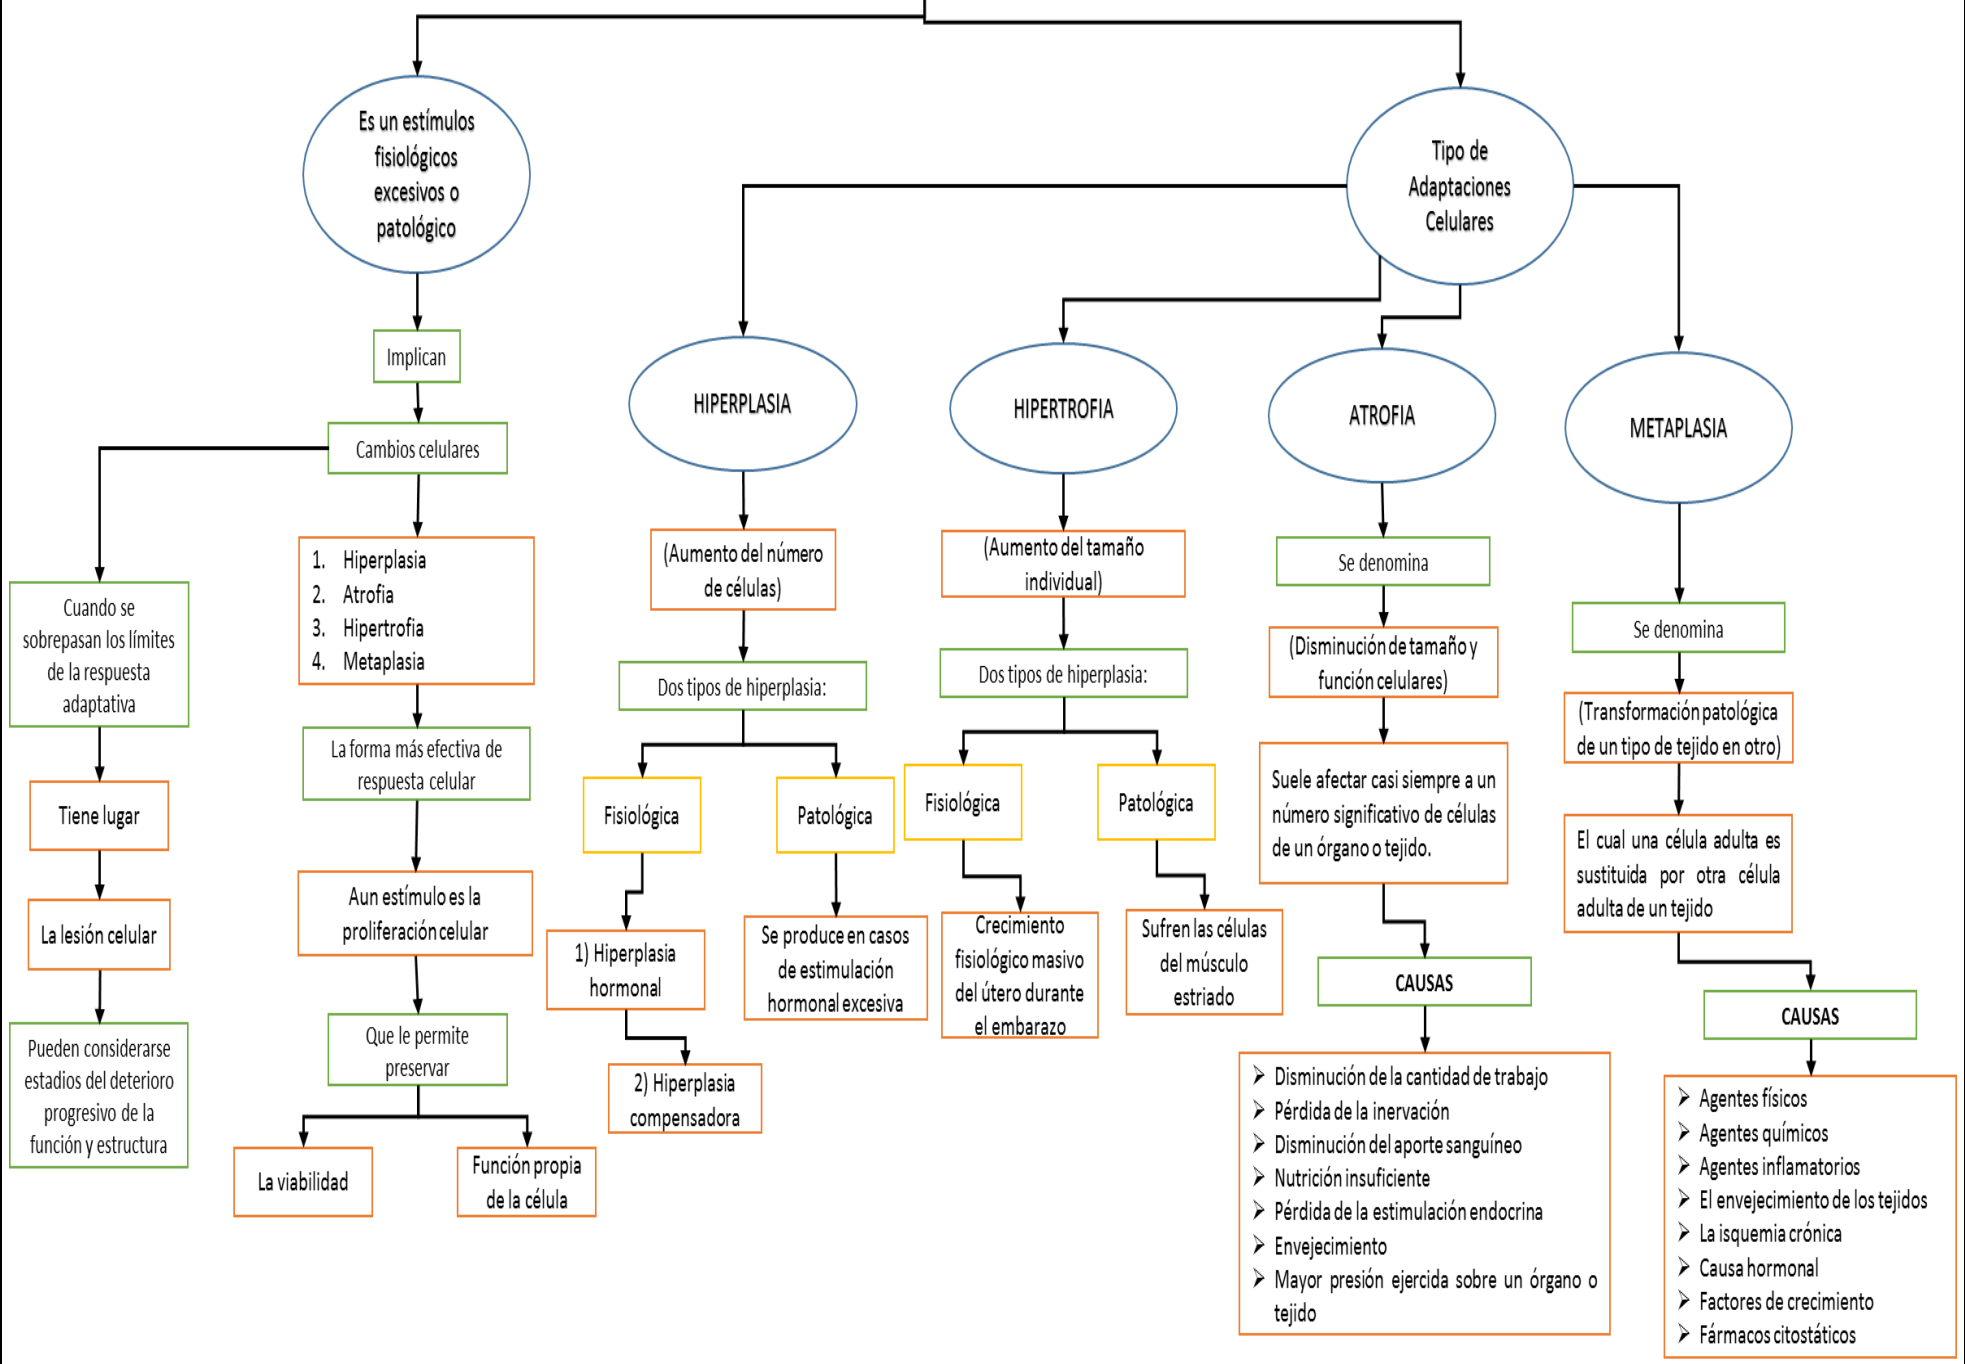 Es un estímulos
fisiológicos
excesivos o
patológico
Implican
Cambios celulares
Cuando se
sobrepasan los límites
de la respuesta
adaptativa
Tiene lugar
La lesión celular
Pueden considerarse
estadios del deterioro
progresivo de la
función y estructura
1. Hiperplasia
2. Atrofia
3. Hipertrofia
4. Metaplasia
La forma más efectiva de
respuesta celular
Aun estímulo es la
proliferación celular
Que le permite
preservar
La viabilidad
Función propia
de la célula
Tipo de
Adaptaciones
Celulares
HIPERPLASIA
(Aumento del número
de células)
Dos tipos de hiperplasia:
Fisiológica
1) Hiperplasia
hormonal
2) Hiperplasia
compensadora
Patológica
Se produce en casos
de estimulación
hormonal excesiva
HIPERTROFIA
(Aumento del tamaño
individual)
Dos tipos de hiperplasia:
Fisiológica
Crecimiento
fisiológico masivo
del útero durante
el embarazo
Patológica
Sufren las células
del músculo
estriado
ATROFIA
Se denomina
(Disminución de tamaño y
función celulares)
Suele afectar casi siempre a un
número significativo de células
de un órgano o tejido.
CAUSAS
➢ Disminución de la cantidad de trabajo
➢ Pérdida de la inervación
➢ Disminución del aporte sanguíneo
➢ Nutrición insuficiente
➢ Pérdida de la estimulación endocrina
➢ Envejecimiento
➢ Mayor presión ejercida sobre un órgano o
tejido
METAPLASIA
Se denomina
(Transformación patológica
de un tipo de tejido en otro)
El cual una célula adulta es
sustituida por otra célula
adulta de un tejido
CAUSAS
➢ Agentes físicos
➢ Agentes químicos
➢ Agentes inflamatorios
➢ El envejecimiento de los tejidos
➢ La isquemia crónica
➢ Causa hormonal
➢ Factores de crecimiento
➢ Fármacos citostáticos